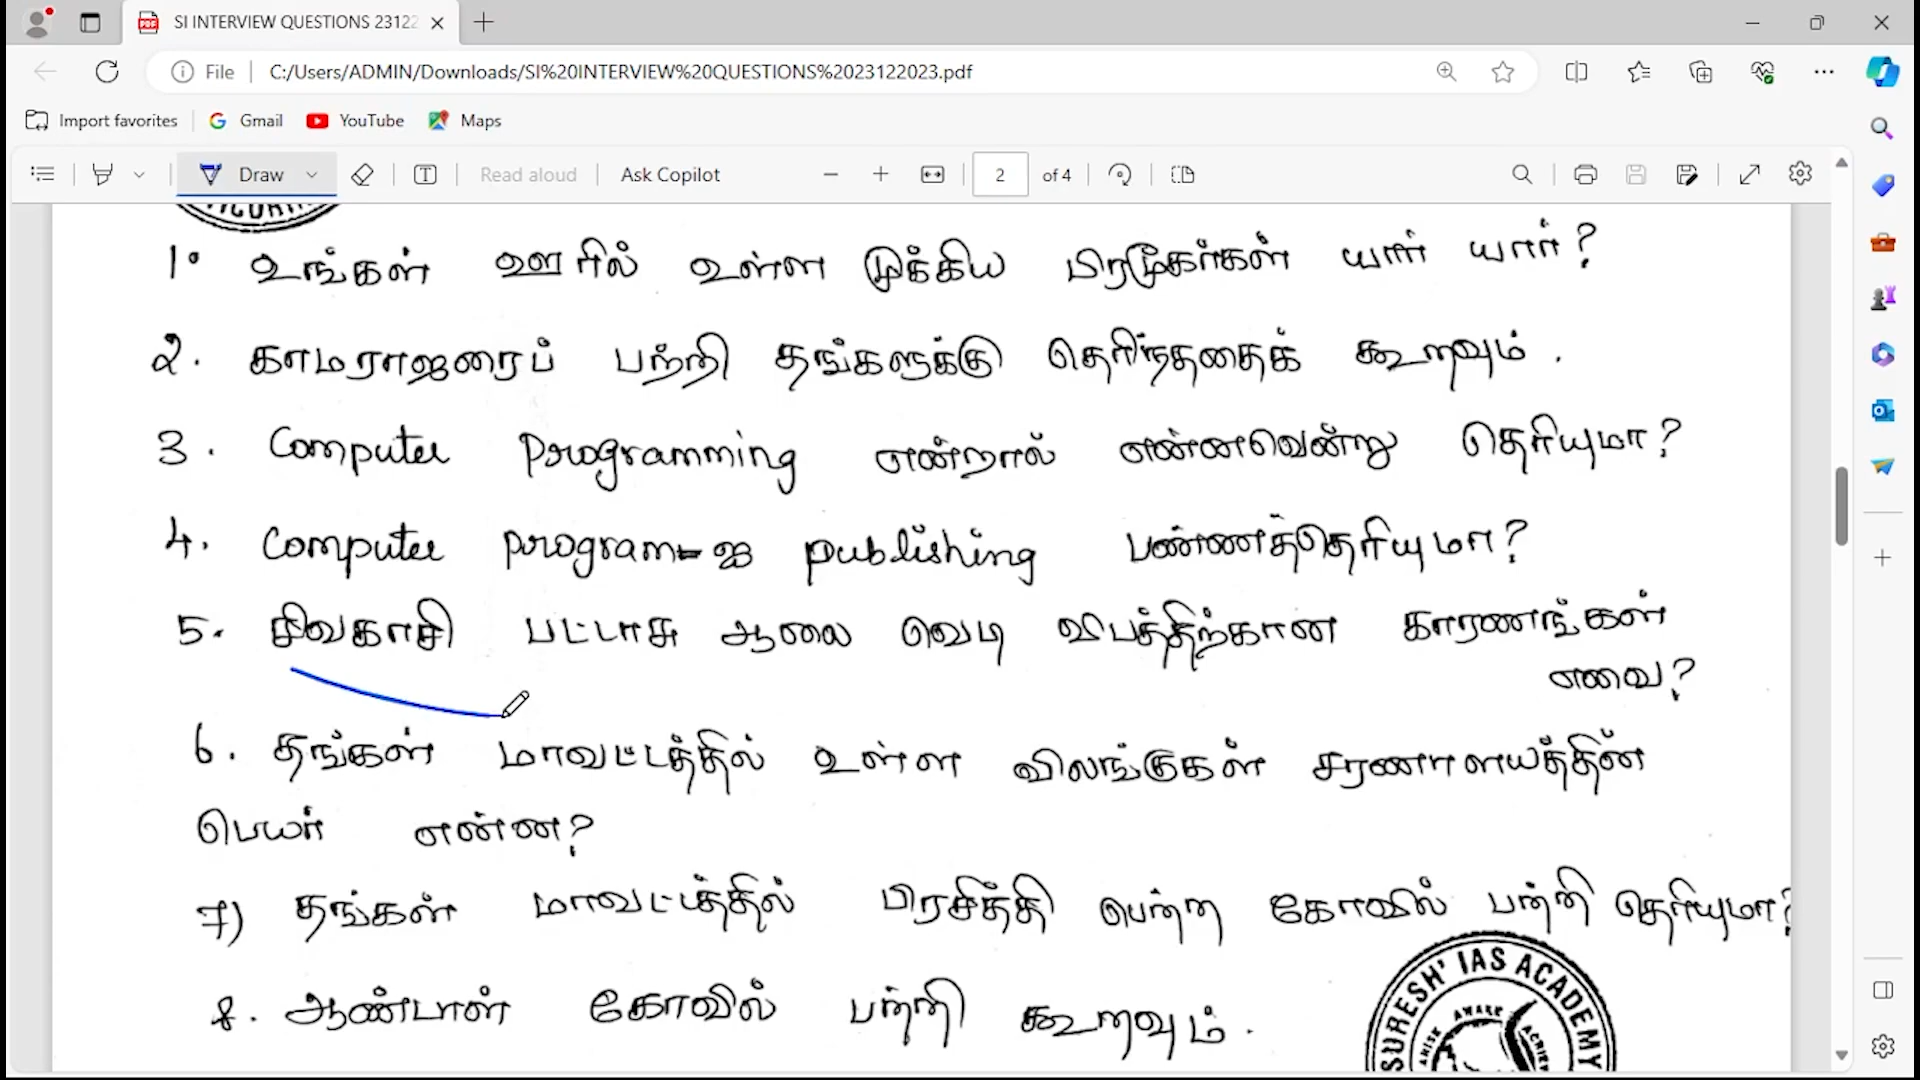 SI INTERVIEW QUESTIONS 23122
File C:/Users/ADMIN/Downloads/SI%20INTERVIEW%20QUESTIONS%2023122023.pdf
Import favorites Gmail YouTube Maps
Draw Read aloud Ask Copilot 2 of 4
1. உங்கள் ஊரில் உள்ள முக்கிய பிரமுகர்கள் யார் யார்?
2. காமராஜரைப் பற்றி தங்களுக்கு தெரிந்ததைக் கூறவும்.
3. Computer Programming என்றால் என்னவென்று தெரியுமா?
4. Computer program-ஐ publishing பண்ணத்தெரியுமா?
5. சிவகாசி பட்டாசு ஆலை வெடி விபத்திற்கான காரணங்கள்
எவை?
6. தங்கள் மாவட்டத்தில் உள்ள விலங்குகள் சரணாளயத்தின்
பெயர் என்ன?
7) தங்கள் மாவட்டத்தில் பிரசித்தி பெற்ற கோவில் பற்றி தெரியுமா?
8. ஆண்டாள் கோவில் பற்றி கூறவும்.
SURESH' IAS ACADEMY
AWAKE